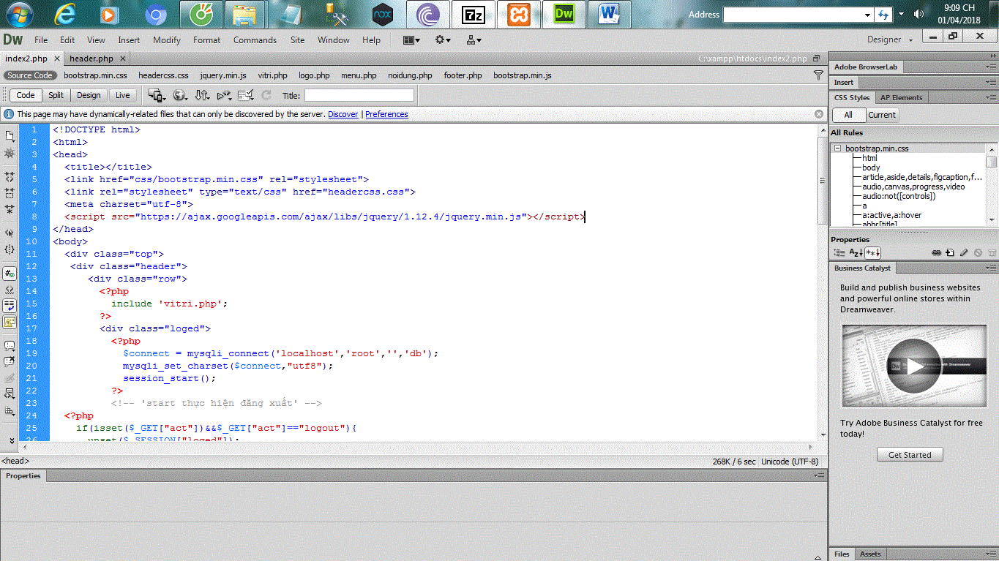 nox
7z
Dw
W
Address
9:09 CH
01/04/2018
Dw File Edit View Insert Modify Format Commands Site Window Help
Designer
index2.php × header.php ×
C:\xampp\htdocs\index2.php
Source Code bootstrap.min.css headercss.css jquery.min.js vitri.php logo.php menu.php noidung.php footer.php bootstrap.min.js
Code Split Design Live Title:
This page may have dynamically-related files that can only be discovered by the server. Discover | Preferences
1 <!DOCTYPE html>
2 <html>
3 <head>
4 <title></title>
5 <link href="css/bootstrap.min.css" rel="stylesheet">
6 <link rel="stylesheet" type="text/css" href="headercss.css">
7 <meta charset="utf-8">
8 <script src="https://ajax.googleapis.com/ajax/libs/jquery/1.12.4/jquery.min.js"></script>
9 </head>
10 <body>
11 <div class="top">
12 <div class="header">
13 <div class="row">
14 <?php
15 include 'vitri.php';
16 ?>
17 <div class="loged">
18 <?php
19 $connect = mysqli_connect('localhost','root','','db');
20 mysqli_set_charset($connect,"utf8");
21 session_start();
22 ?>
23 <!-- 'start thực hiện đăng xuất' -->
24 <?php
25 if(isset($_GET["act"])&&$_GET["act"]=="logout"){
26 unset($_SESSION["loged"]);
<head>
268K / 6 sec Unicode (UTF-8)
Properties
Adobe BrowserLab
Insert
CSS Styles AP Elements
All Current
All Rules
bootstrap.min.css
html
body
article,aside,details,figcaption,f...
audio,canvas,progress,video
audio:not([controls])
a
a:active,a:hover
abbr[title]
Properties
Business Catalyst
Build and publish business websites
and powerful online stores within
Dreamweaver.
Try Adobe Business Catalyst for free
today!
Get Started
Files Assets